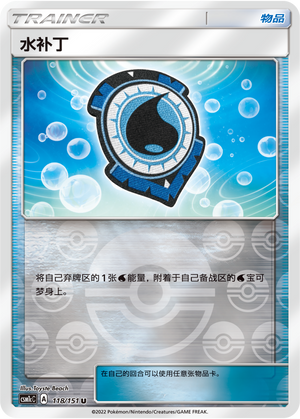 TRAINER
物品
水补丁
将自己弃牌区的1张能量,附着于自己备战区的宝可
梦身上。
在自己的回合可以使用任意张物品卡。
Illus. Toyste Beach
csm1cC A 118/151 U
©2022 Pokémon/Nintendo/Creatures/GAME FREAK.